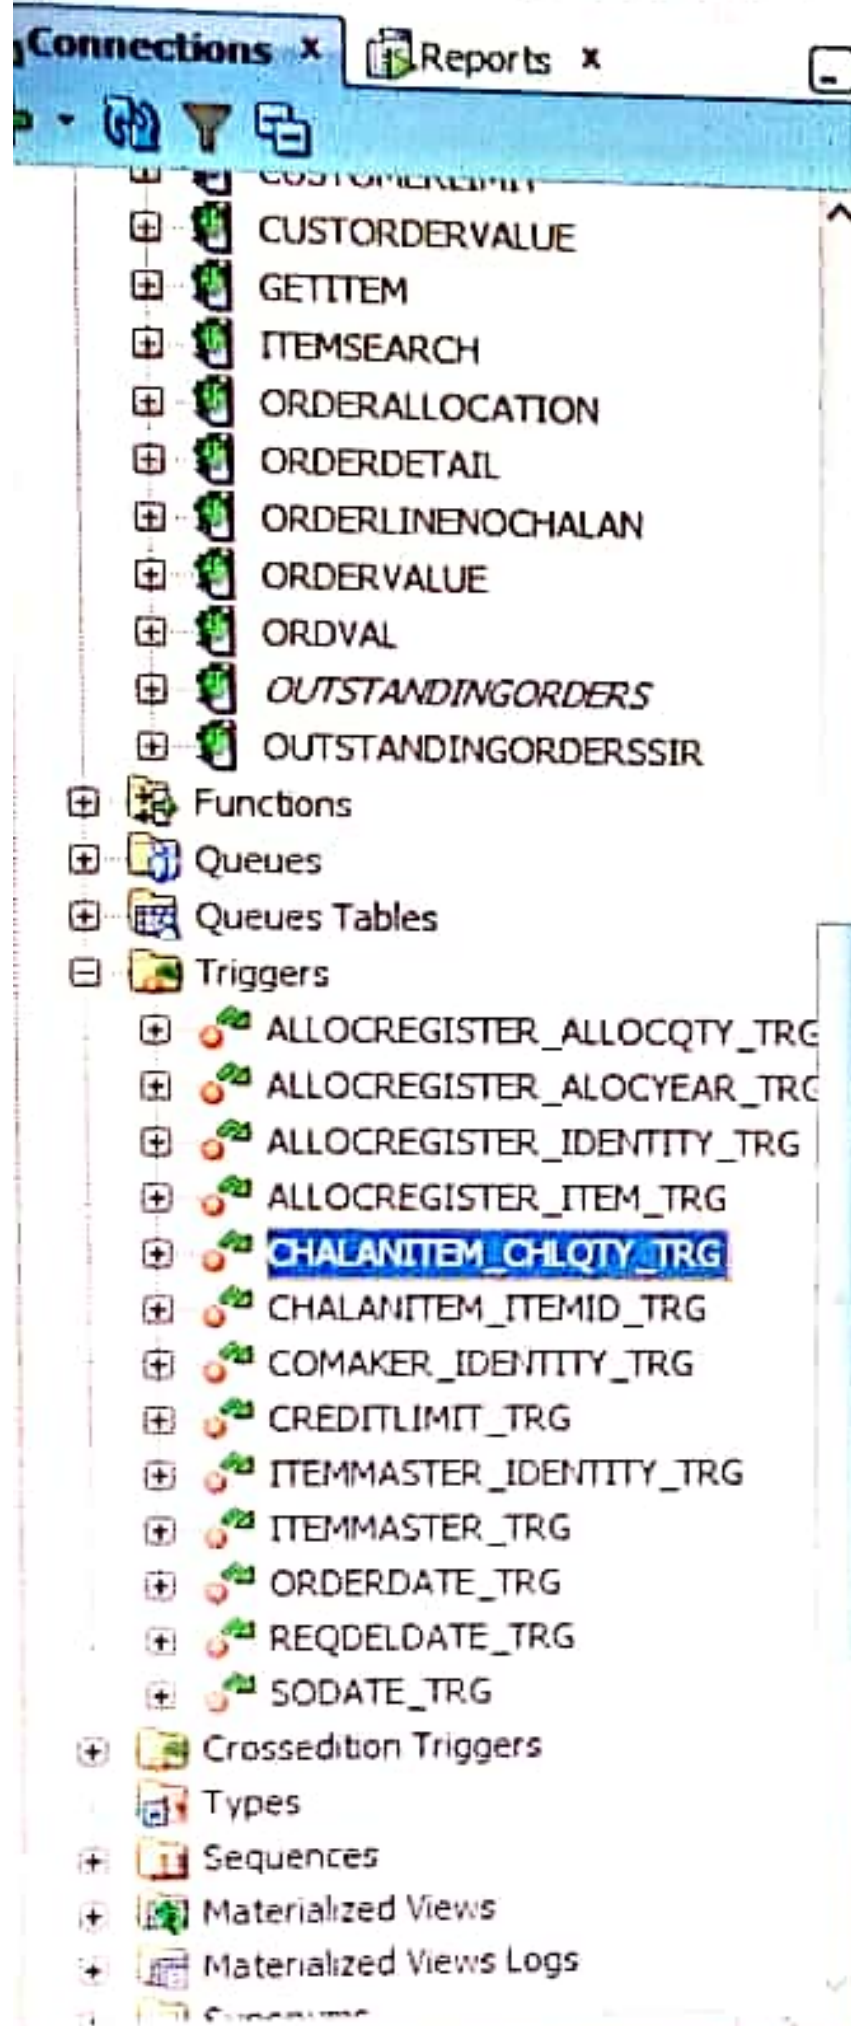 Connections x
Reports x
CUSTOMERLIMIT
CUSTORDERVALUE
GETITEM
ITEMSEARCH
ORDERALLOCATION
ORDERDETAIL
ORDERLINENOCHALAN
ORDERVALUE
ORDVAL
OUTSTANDINGORDERS
OUTSTANDINGORDERSSIR
Functions
Queues
Queues Tables
Triggers
ALLOCREGISTER_ALLOCQTY_TRG
ALLOCREGISTER_ALOCYEAR_TRG
ALLOCREGISTER_IDENTITY_TRG
ALLOCREGISTER_ITEM_TRG
CHALANITEM_CHLQTY_TRG
CHALANITEM_ITEMID_TRG
COMAKER_IDENTITY_TRG
CREDITLIMIT_TRG
ITEMMASTER_IDENTITY_TRG
ITEMMASTER_TRG
ORDERDATE_TRG
REQDELDATE_TRG
SODATE_TRG
Crossedition Triggers
Types
Sequences
Materialized Views
Materialized Views Logs
Synonyms